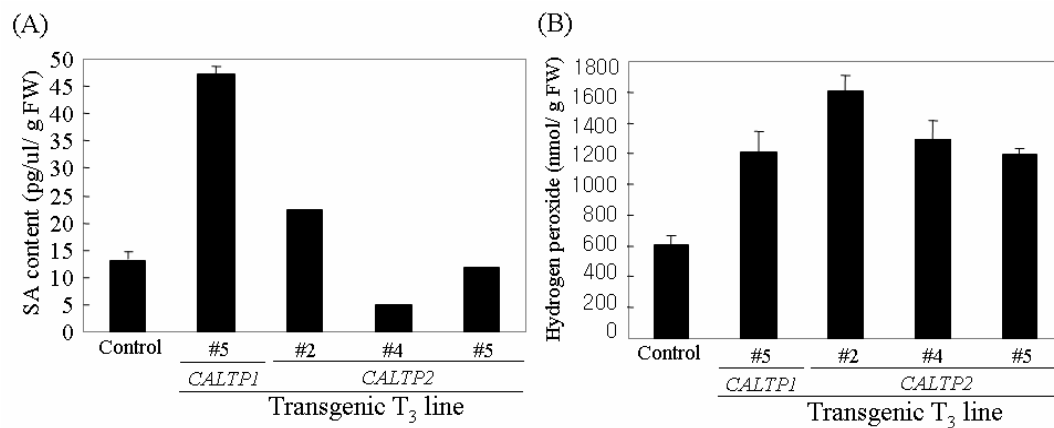 (A)
SA content (pg/ul/ g FW)
50
45
40
35
30
25
20
15
10
5
0
Control
#5
#2
#4
#5
CALTP1
CALTP2
Transgenic T3 line
(B)
Hydrogen peroxide (nmol/ g FW)
1800
1600
1400
1200
1000
800
600
400
200
0
Control
#5
#2
#4
#5
CALTP1
CALTP2
Transgenic T3 line